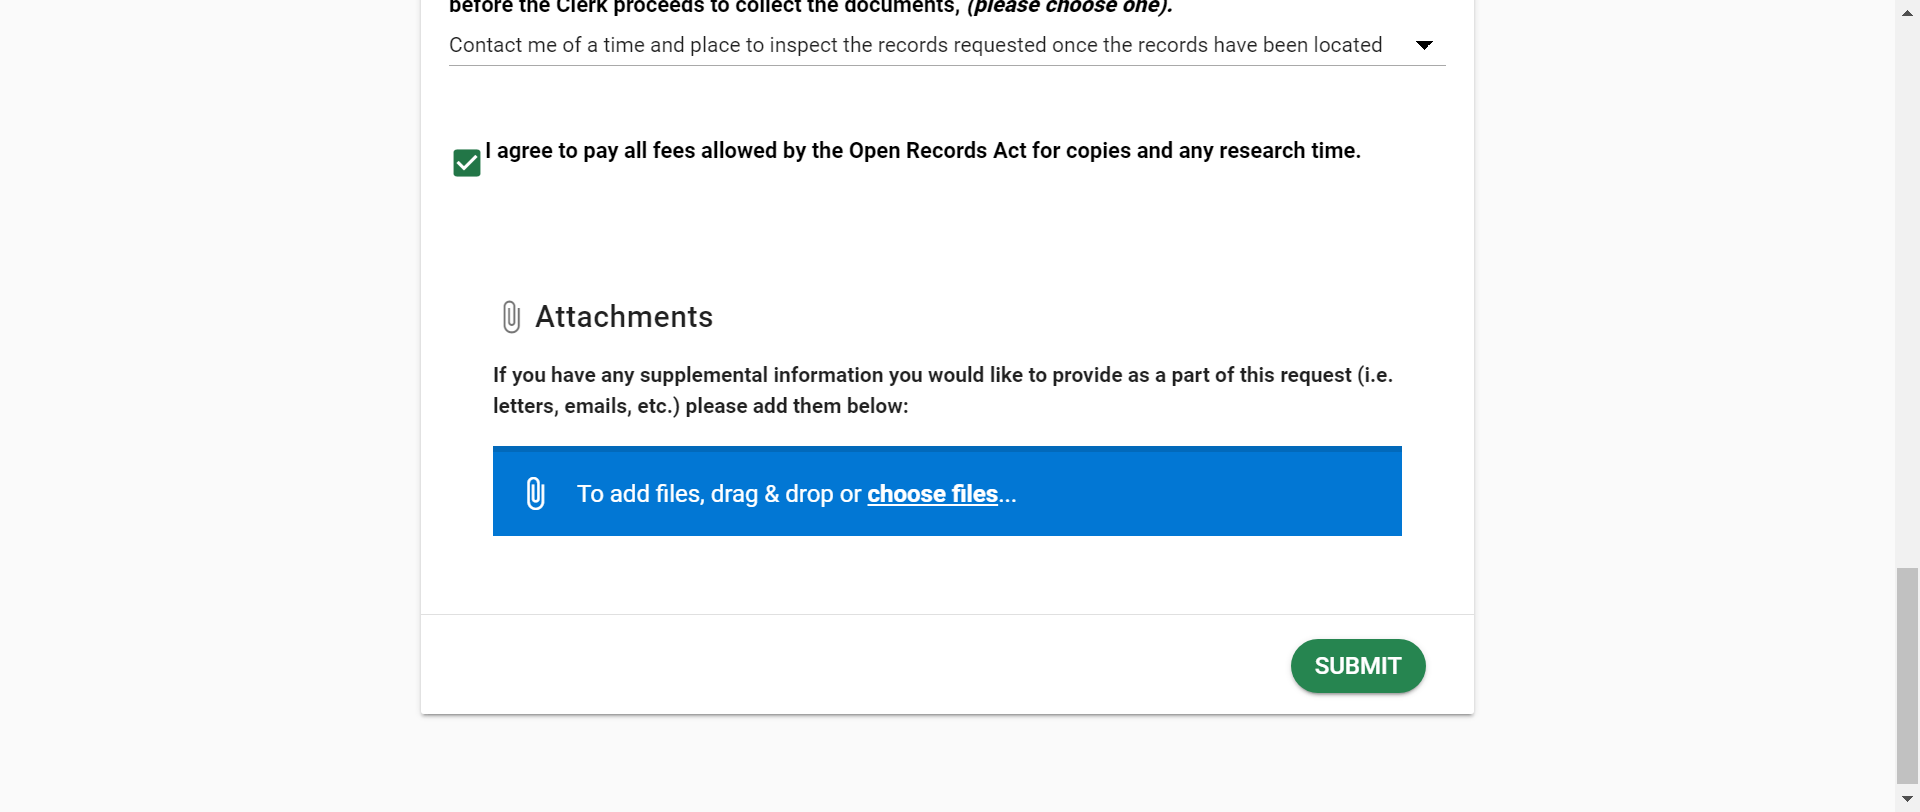 before the Clerk proceeds to collect the documents, (please choose one).
Contact me of a time and place to inspect the records requested once the records have been located
I agree to pay all fees allowed by the Open Records Act for copies and any research time.
Attachments
If you have any supplemental information you would like to provide as a part of this request (i.e.
letters, emails, etc.) please add them below:
To add files, drag & drop or choose files...
SUBMIT